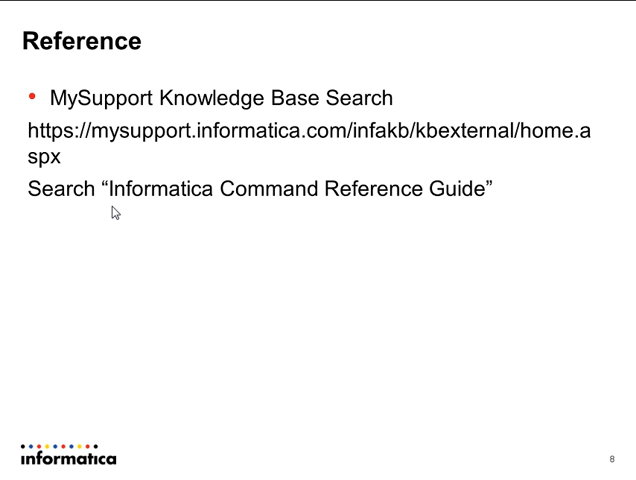 Reference
• MySupport Knowledge Base Search
https://mysupport.informatica.com/infakb/kbexternal/home.a
spx
Search “Informatica Command Reference Guide”
informatica
8